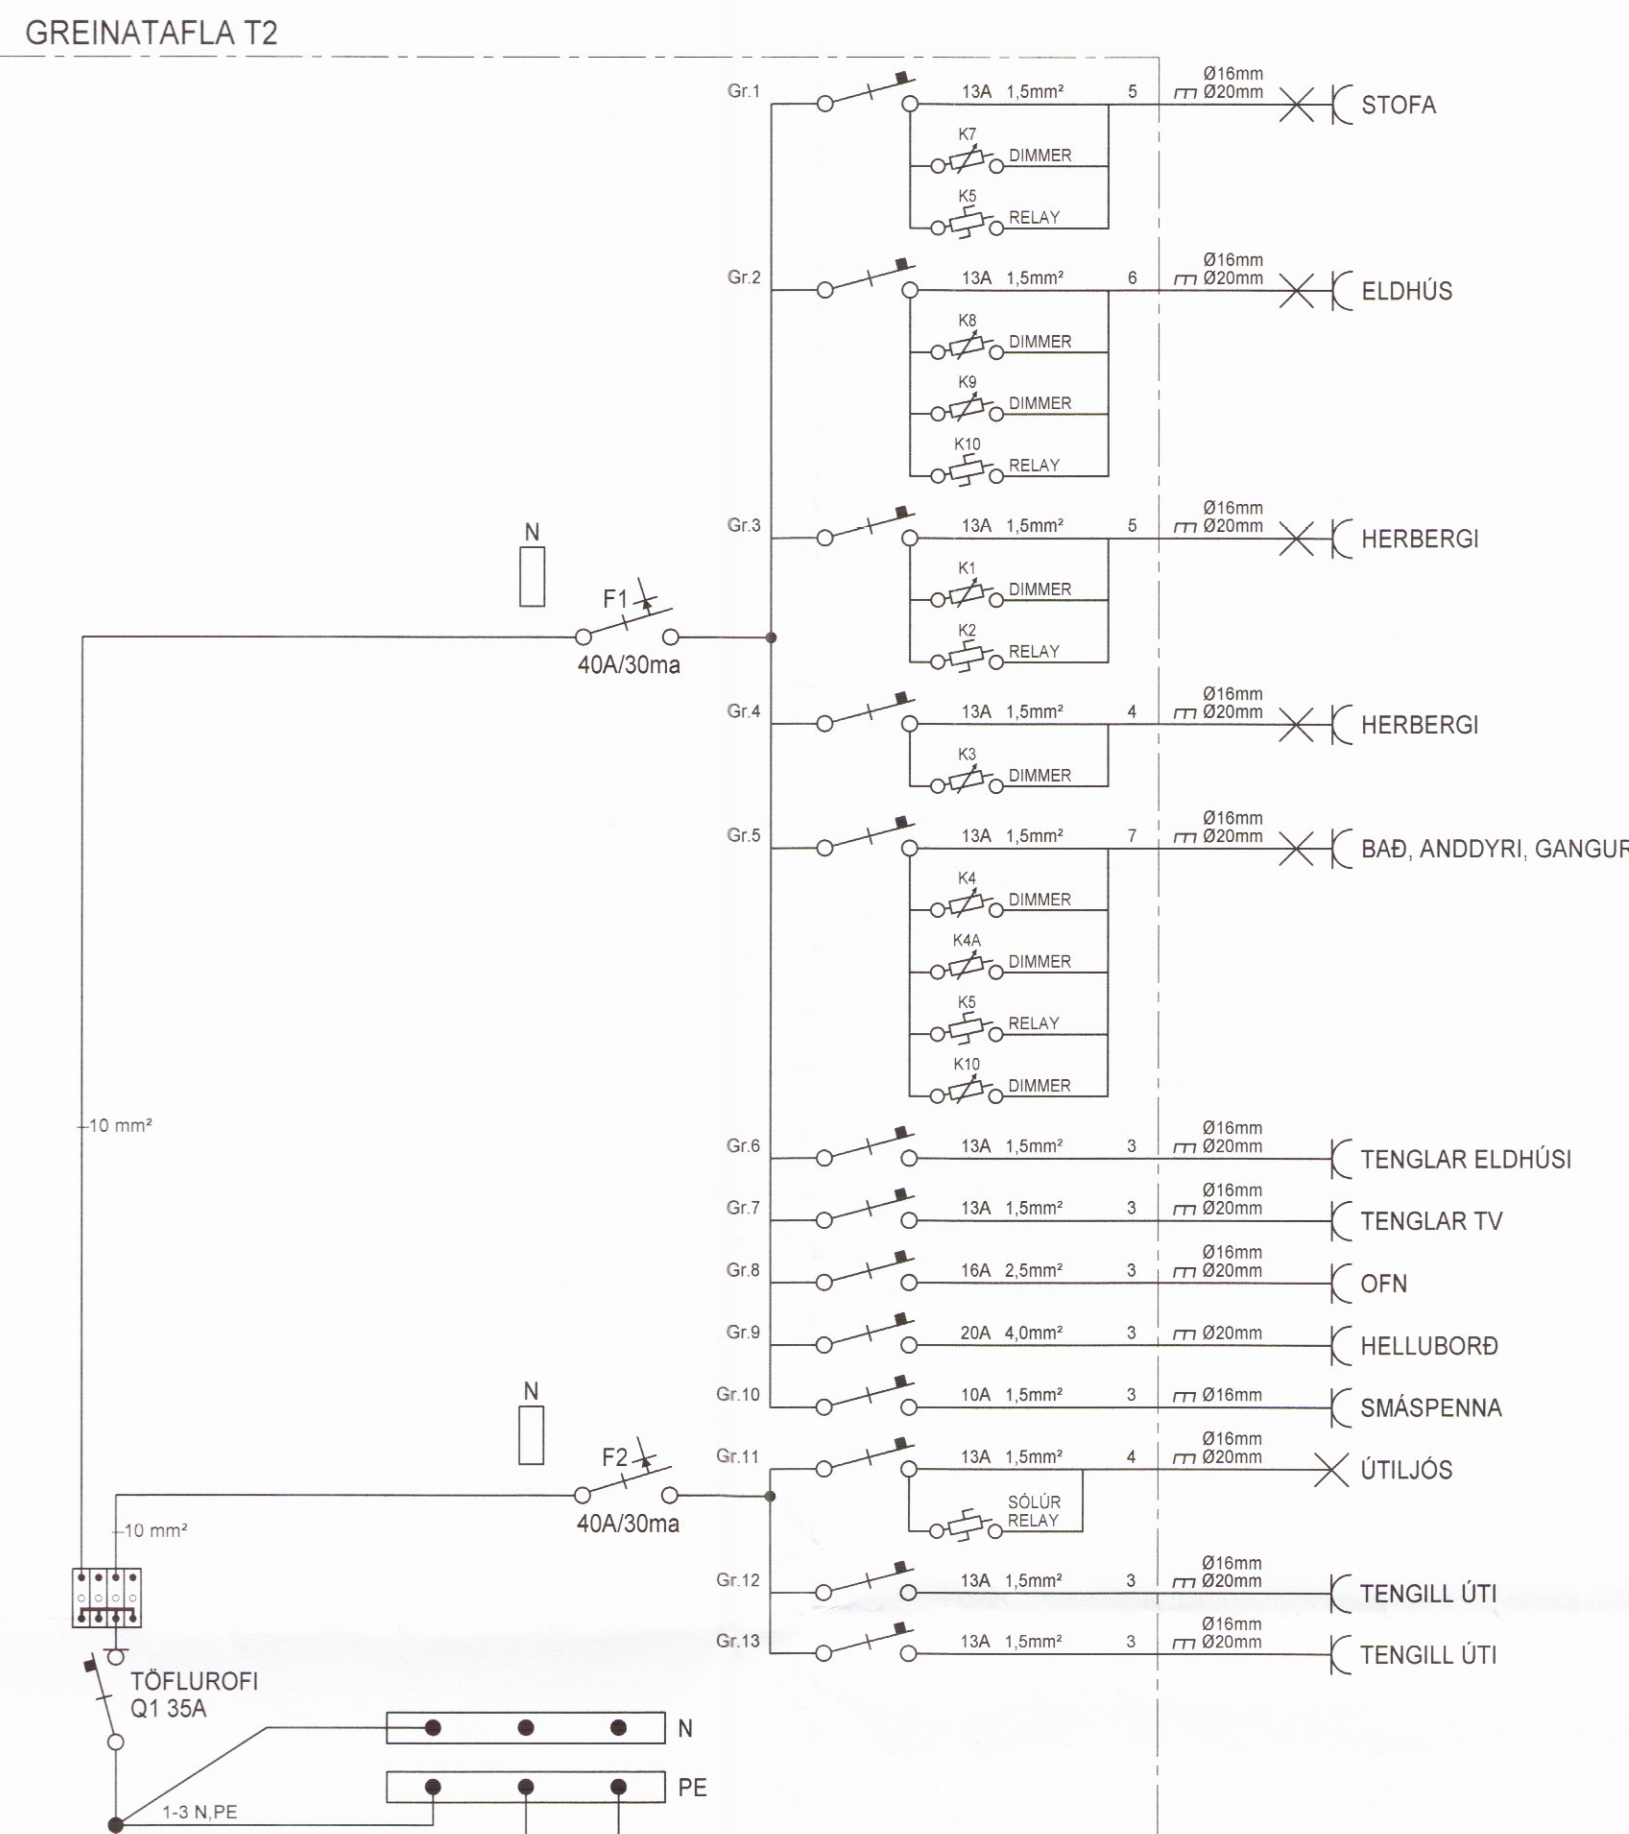 GREINATAFLA T2
Gr.1 13A 1,5mm² 5 Ø16mm
Ø20mm STOFA
K7 DIMMER
K5 RELAY
Gr.2 13A 1,5mm² 6 Ø16mm
Ø20mm ELDHÚS
K8 DIMMER
K9 DIMMER
K10 RELAY
Gr.3 13A 1,5mm² 5 Ø16mm
Ø20mm HERBERGI
K1 DIMMER
K2 RELAY
N
F1
40A/30ma
Gr.4 13A 1,5mm² 4 Ø16mm
Ø20mm HERBERGI
K3 DIMMER
Gr.5 13A 1,5mm² 7 Ø16mm
Ø20mm BAÐ, ANDDYRI, GANGUR
K4 DIMMER
K4A DIMMER
K5 RELAY
K10 DIMMER
10 mm²
Gr.6 13A 1,5mm² 3 Ø16mm
Ø20mm TENGLAR ELDHÚSI
Gr.7 13A 1,5mm² 3 Ø16mm
Ø20mm TENGLAR TV
Gr.8 16A 2,5mm² 3 Ø16mm
Ø20mm OFN
Gr.9 20A 4,0mm² 3 Ø20mm HELLUBORÐ
Gr.10 10A 1,5mm² 3 Ø16mm SMÁSPENNA
N
F2
40A/30ma
10 mm²
Gr.11 13A 1,5mm² 4 Ø16mm
Ø20mm ÚTILJÓS
SÓLÚR
RELAY
Gr.12 13A 1,5mm² 3 Ø16mm
Ø20mm TENGILL ÚTI
Gr.13 13A 1,5mm² 3 Ø16mm
Ø20mm TENGILL ÚTI
TÖFLUROFI
Q1 35A
N
PE
1-3 N,PE